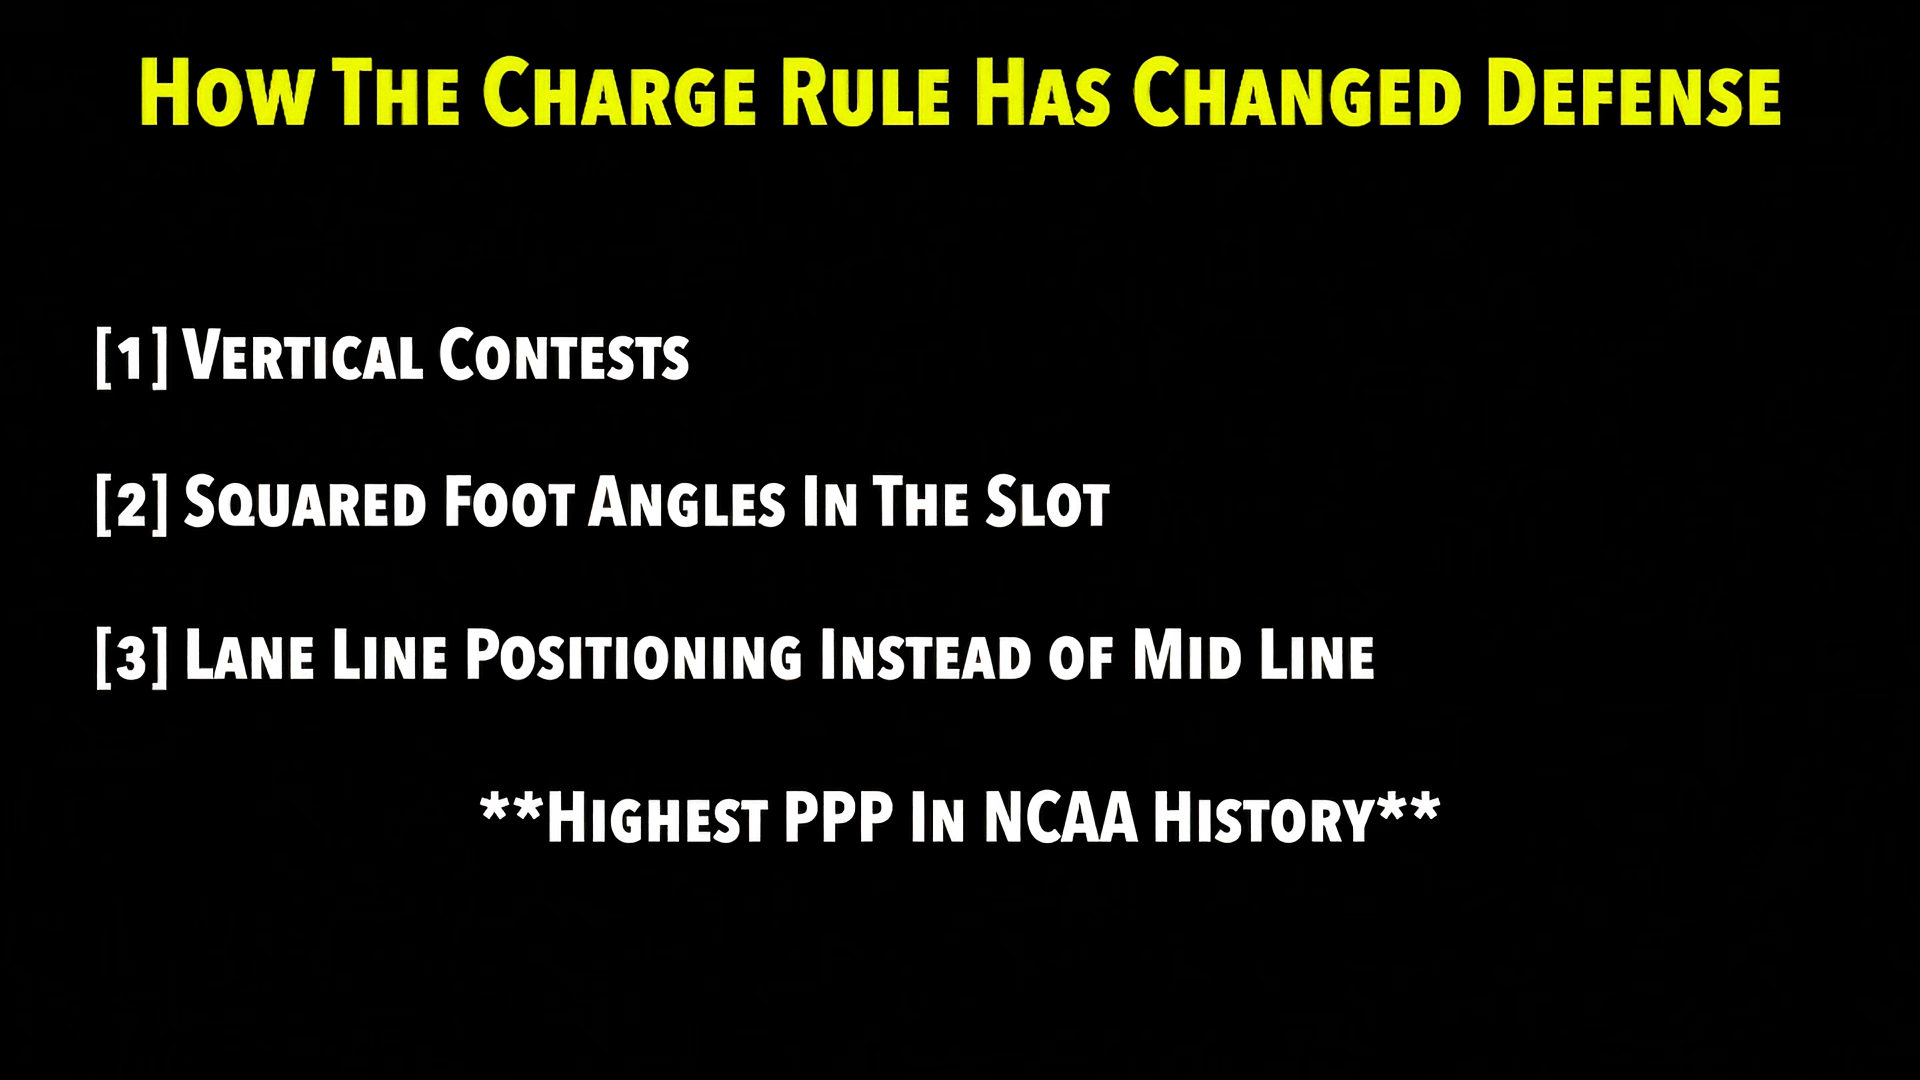 How The Charge Rule Has Changed Defense
[1] Vertical Contests
[2] Squared Foot Angles In The Slot
[3] Lane Line Positioning Instead of Mid Line
**Highest PPP In NCAA History**